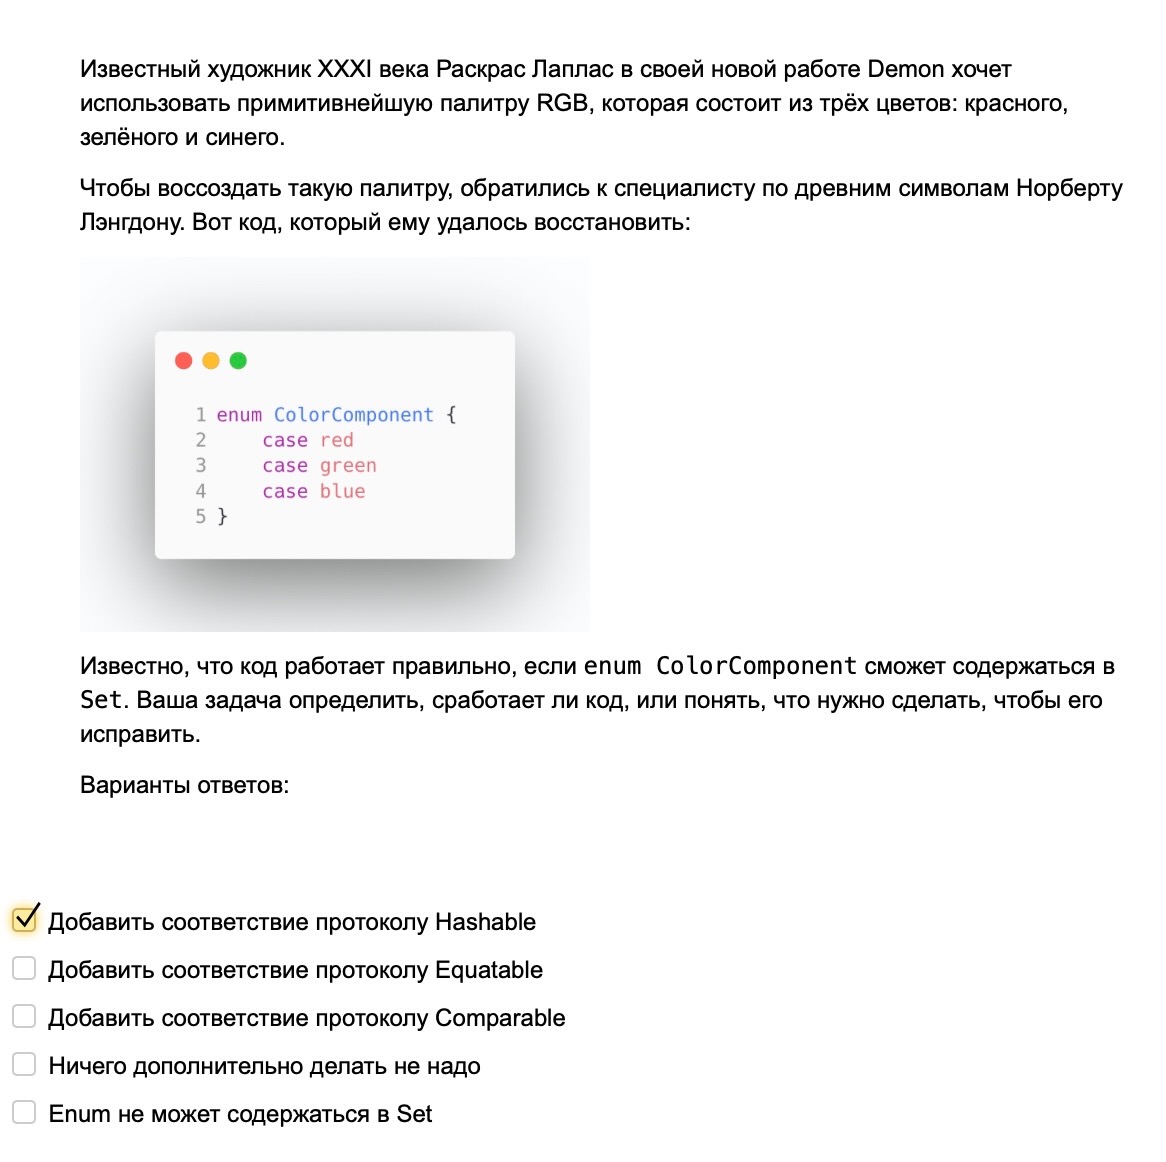 Известный художник XXXI века Раскрас Лаплас в своей новой работе Demon хочет
использовать примитивнейшую палитру RGB, которая состоит из трёх цветов: красного,
зелёного и синего.
Чтобы воссоздать такую палитру, обратились к специалисту по древним символам Норберту
Лэнгдону. Вот код, который ему удалось восстановить:
1 enum ColorComponent {
2     case red
3     case green
4     case blue
5 }
Известно, что код работает правильно, если enum ColorComponent сможет содержаться в
Set. Ваша задача определить, сработает ли код, или понять, что нужно сделать, чтобы его
исправить.
Варианты ответов:
Добавить соответствие протоколу Hashable
Добавить соответствие протоколу Equatable
Добавить соответствие протоколу Comparable
Ничего дополнительно делать не надо
Enum не может содержаться в Set